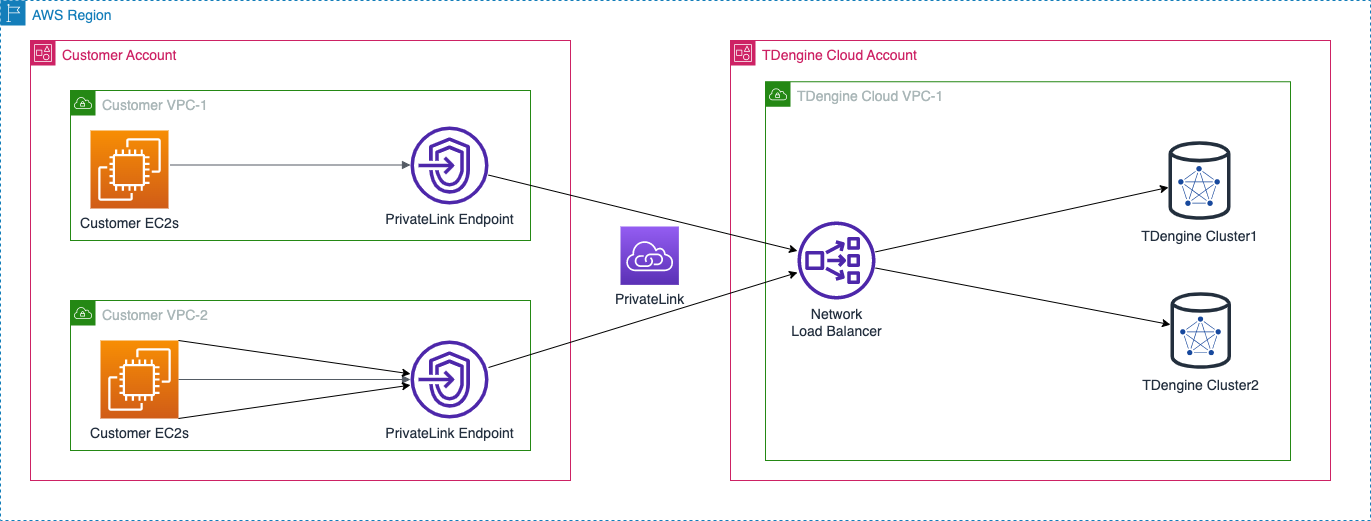 AWS Region
Customer Account
Customer VPC-1
Customer EC2s
PrivateLink Endpoint
Customer VPC-2
Customer EC2s
PrivateLink Endpoint
PrivateLink
TDengine Cloud Account
TDengine Cloud VPC-1
Network
Load Balancer
TDengine Cluster1
TDengine Cluster2